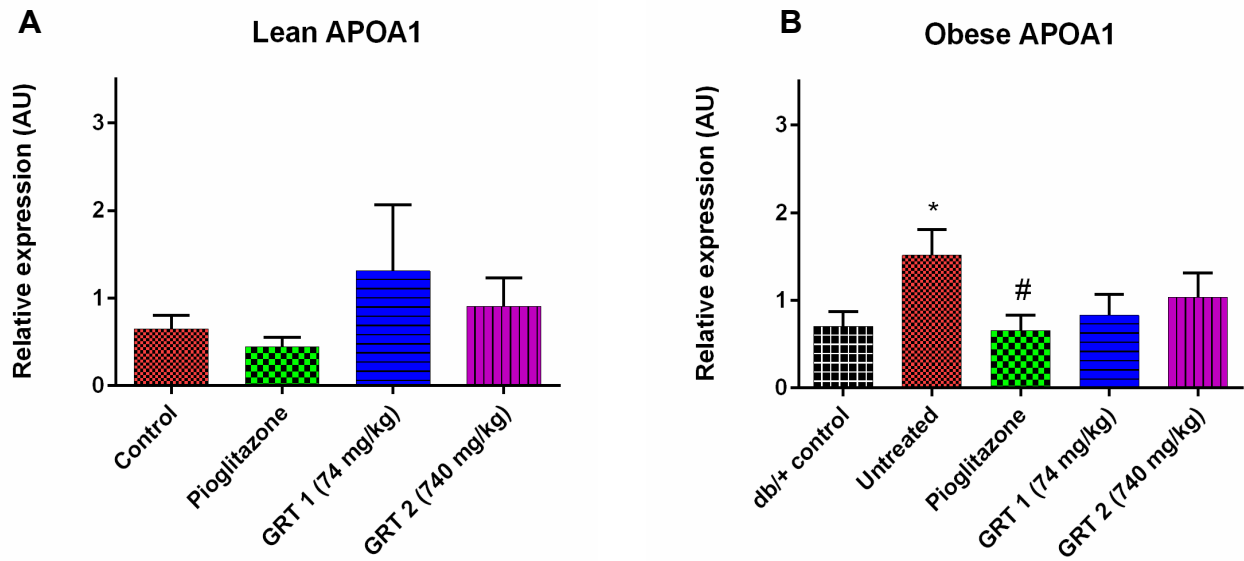 A
Lean APOA1
Relative expression (AU)
3
2
1
0
Control
Pioglitazone
GRT 1 (74 mg/kg)
GRT 2 (740 mg/kg)
B
Obese APOA1
Relative expression (AU)
3
2
1
0
*
#
db/+ control
Untreated
Pioglitazone
GRT 1 (74 mg/kg)
GRT 2 (740 mg/kg)